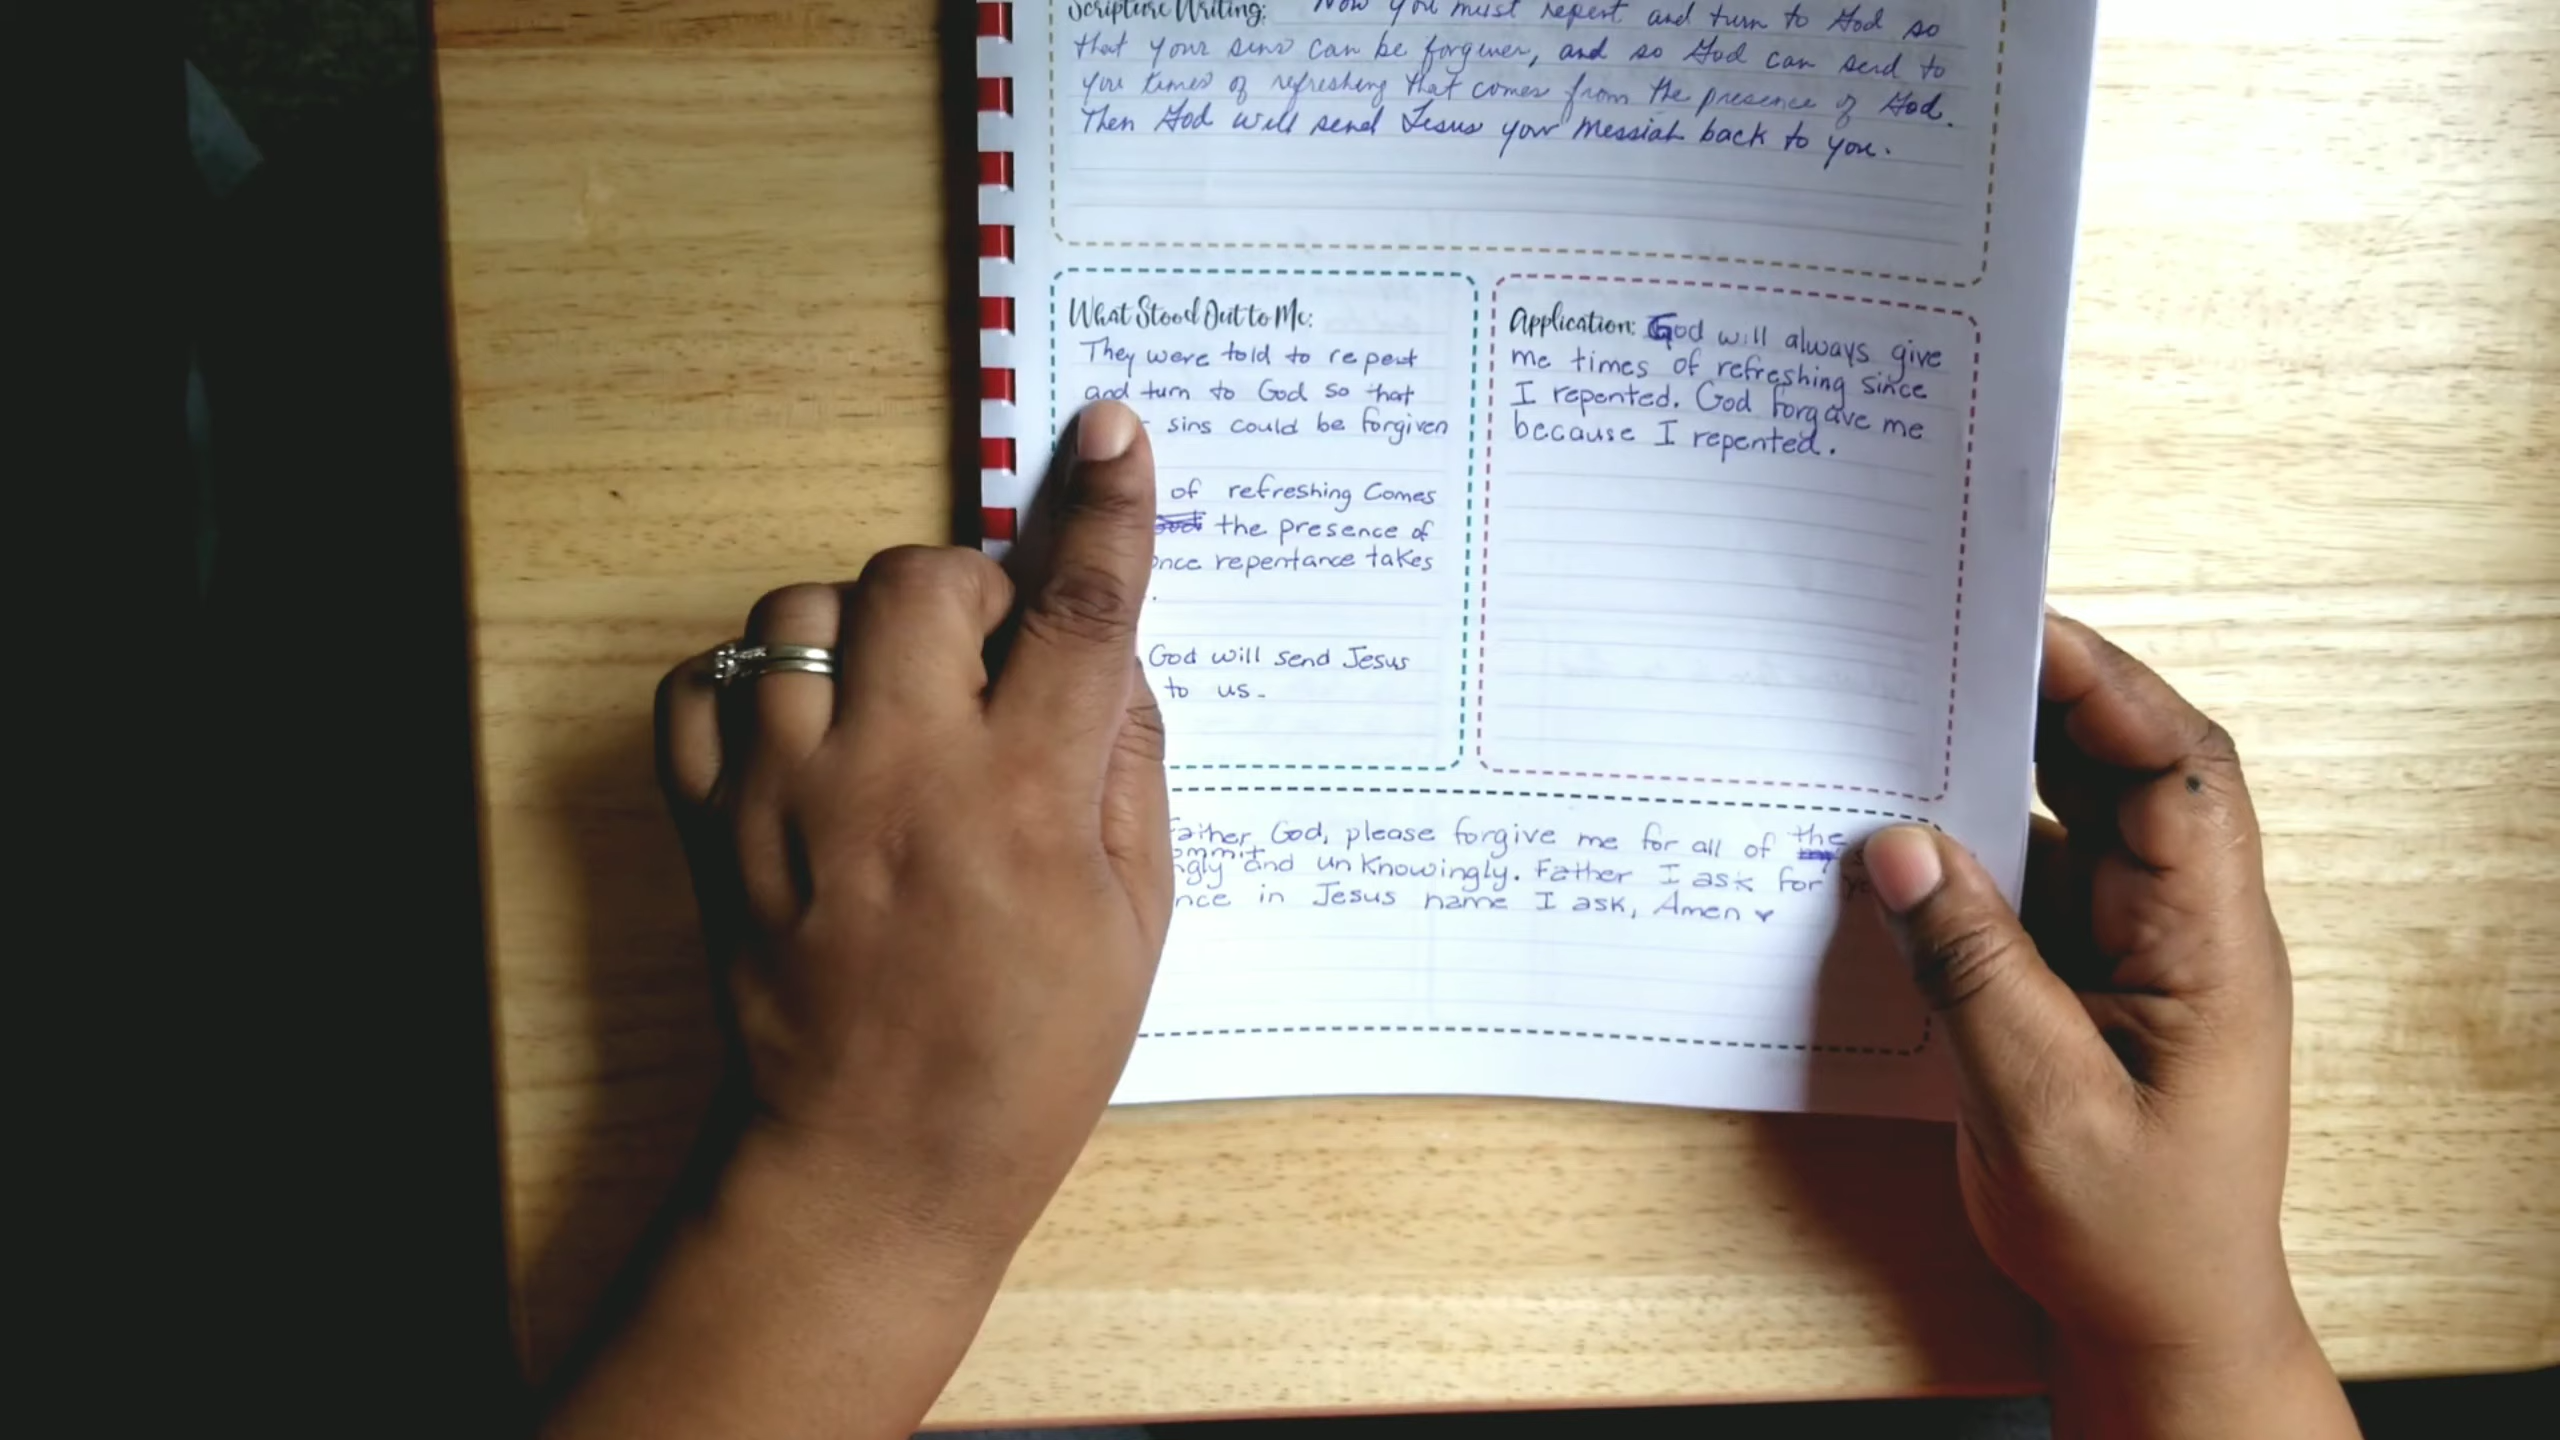 Scripture Writing: Now you must repent and turn to God so
that your sins can be forgiven, and so God can send to
you times of refreshing that comes from the presence of God.
Then God will send Jesus your Messiah back to you.
What Stood Out to Me:
They were told to repent
and turn to God so that
sins could be forgiven
of refreshing Comes
the presence of
repentance takes
God will send Jesus
to us.
Application: God will always give
me times of refreshing since
I repented. God forgave me
because I repented.
God, please forgive me for all of the
and unknowingly. Father I ask for
in Jesus name I ask, Amen